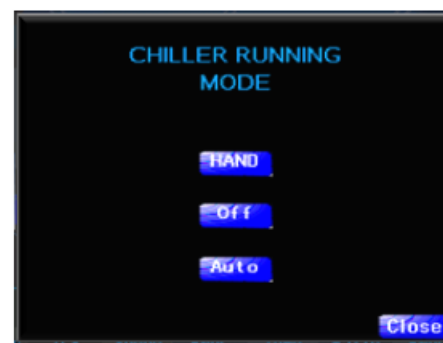 CHILLER RUNNING
MODE
HAND
Off
Auto
Close